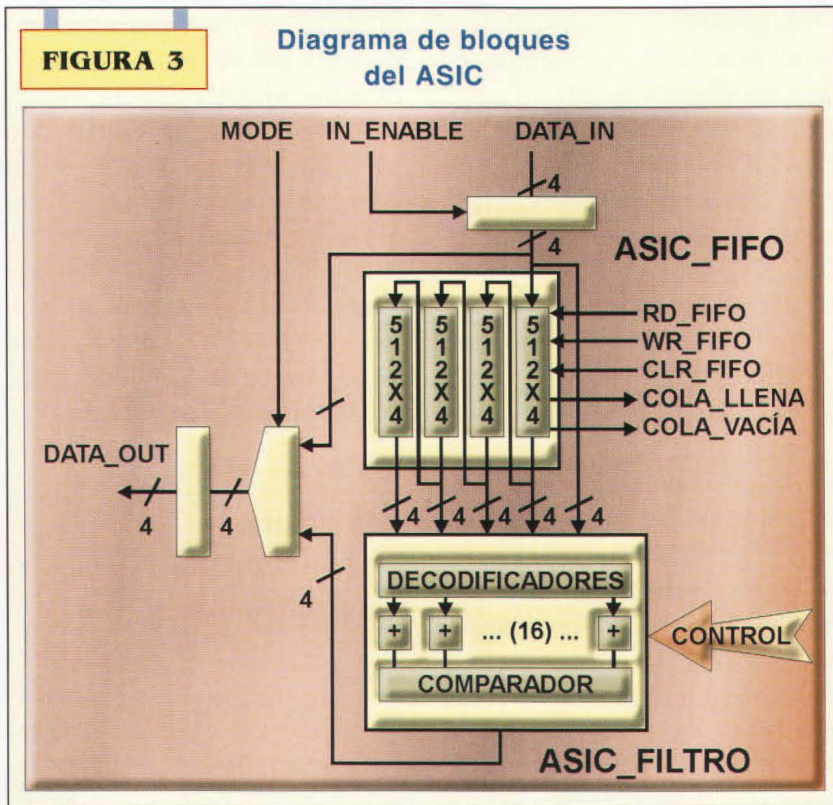 FIGURA 3
Diagrama de bloques
del ASIC
MODE IN_ENABLE DATA_IN
4
4
ASIC_FIFO
512X4 512X4 512X4 512X4
RD_FIFO
WR_FIFO
CLR_FIFO
COLA_LLENA
COLA_VACÍA
DATA_OUT
4 4
4 4 4 4 4
4
DECODIFICADORES
+ + ... (16) ... +
COMPARADOR
CONTROL
ASIC_FILTRO